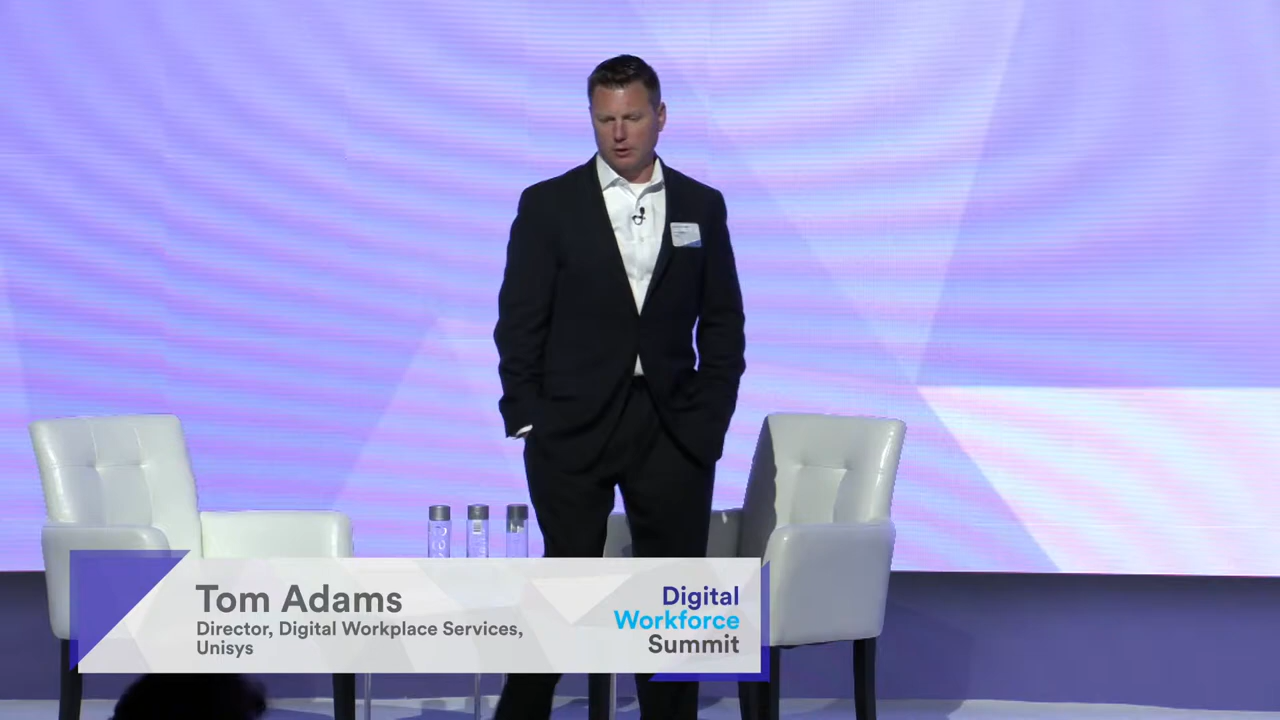 Tom Adams
Director, Digital Workplace Services,
Unisys
Digital
Workforce
Summit